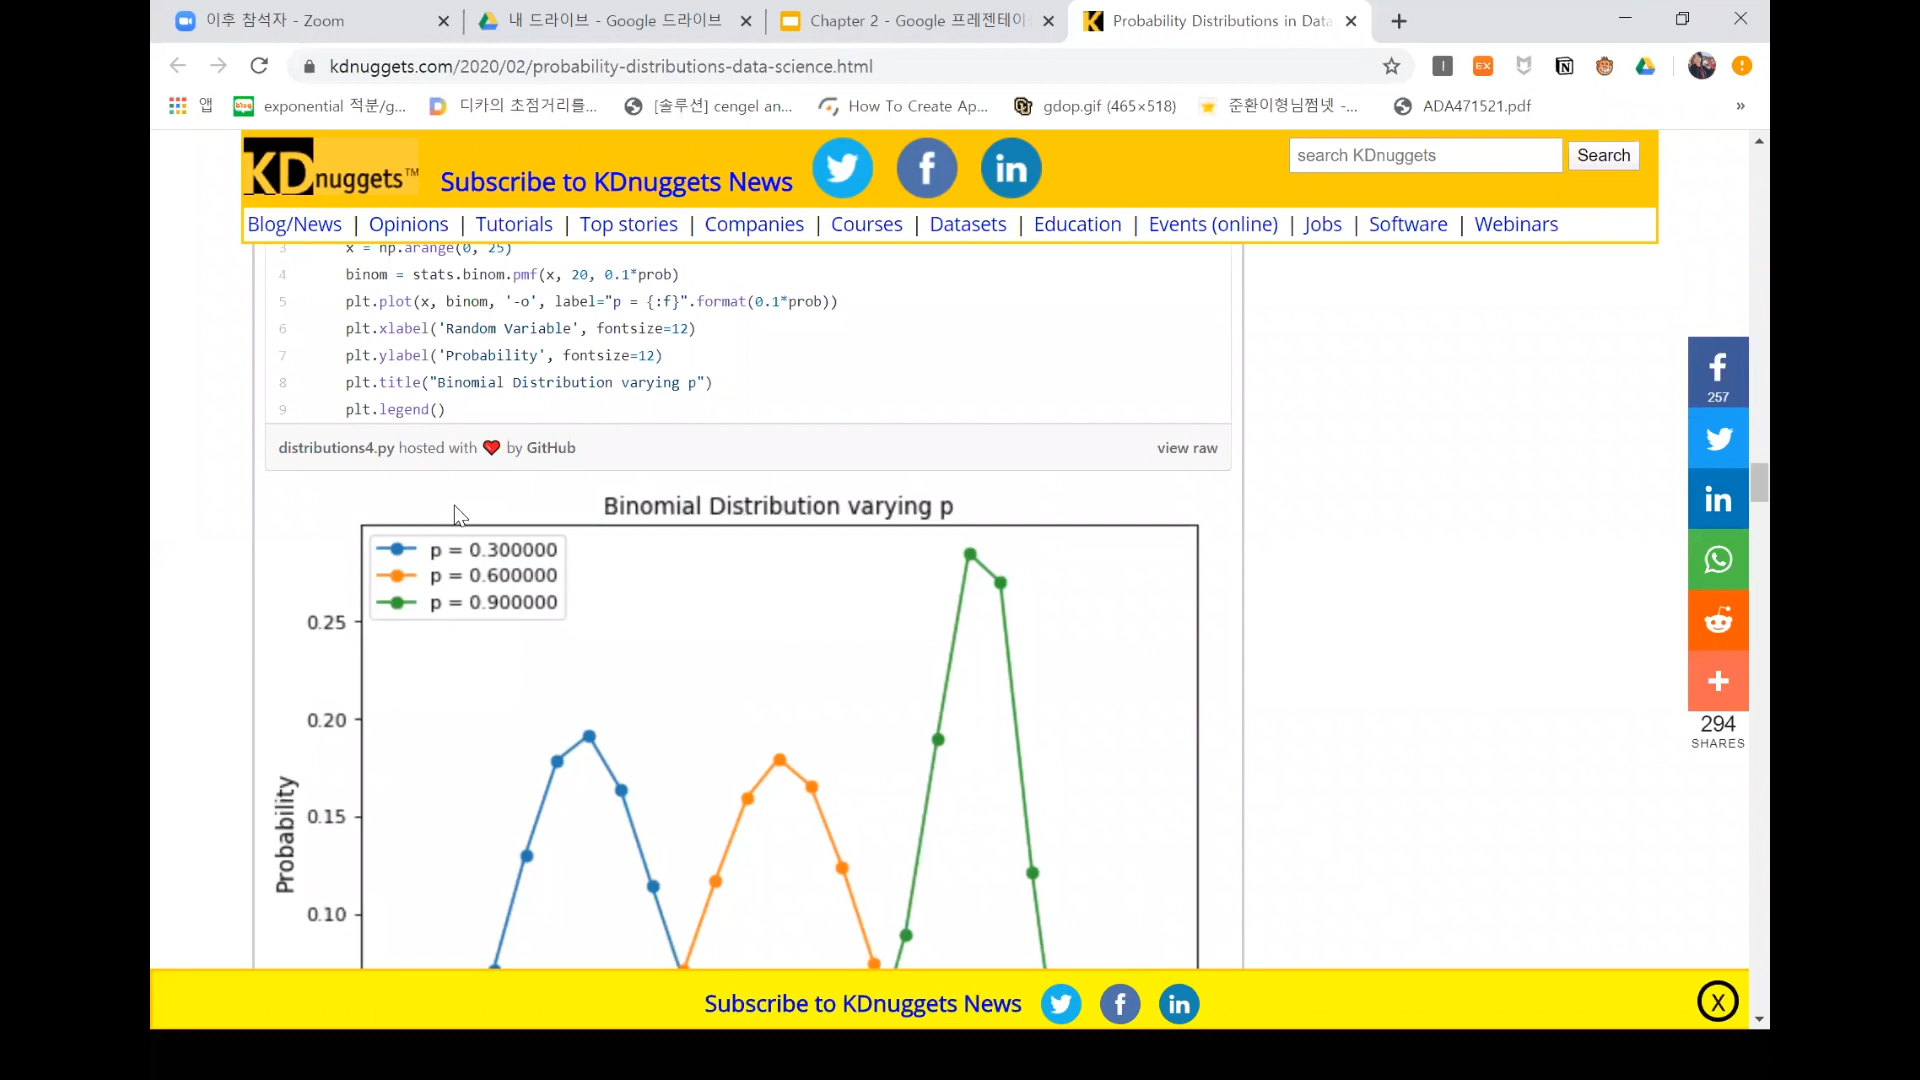 이후 참석자 - Zoom
내 드라이브 - Google 드라이브
Chapter 2 - Google 프레젠테이
Probability Distributions in Data
kdnuggets.com/2020/02/probability-distributions-data-science.html
앱
exponential 적분/g...
디카의 초점거리를...
[솔루션] cengel an...
How To Create Ap...
gdop.gif (465×518)
준환이형님쩜넷 -...
ADA471521.pdf
»
KDnuggets™
Subscribe to KDnuggets News
search KDnuggets
Search
Blog/News | Opinions | Tutorials | Top stories | Companies | Courses | Datasets | Education | Events (online) | Jobs | Software | Webinars
3 x = np.arange(0, 25)
4 binom = stats.binom.pmf(x, 20, 0.1*prob)
5 plt.plot(x, binom, '-o', label="p = {:f}".format(0.1*prob))
6 plt.xlabel('Random Variable', fontsize=12)
7 plt.ylabel('Probability', fontsize=12)
8 plt.title("Binomial Distribution varying p")
9 plt.legend()
distributions4.py hosted with ❤ by GitHub
view raw
Binomial Distribution varying p
p = 0.300000
p = 0.600000
p = 0.900000
0.25
0.20
0.15
0.10
Probability
257
294
SHARES
Subscribe to KDnuggets News
X